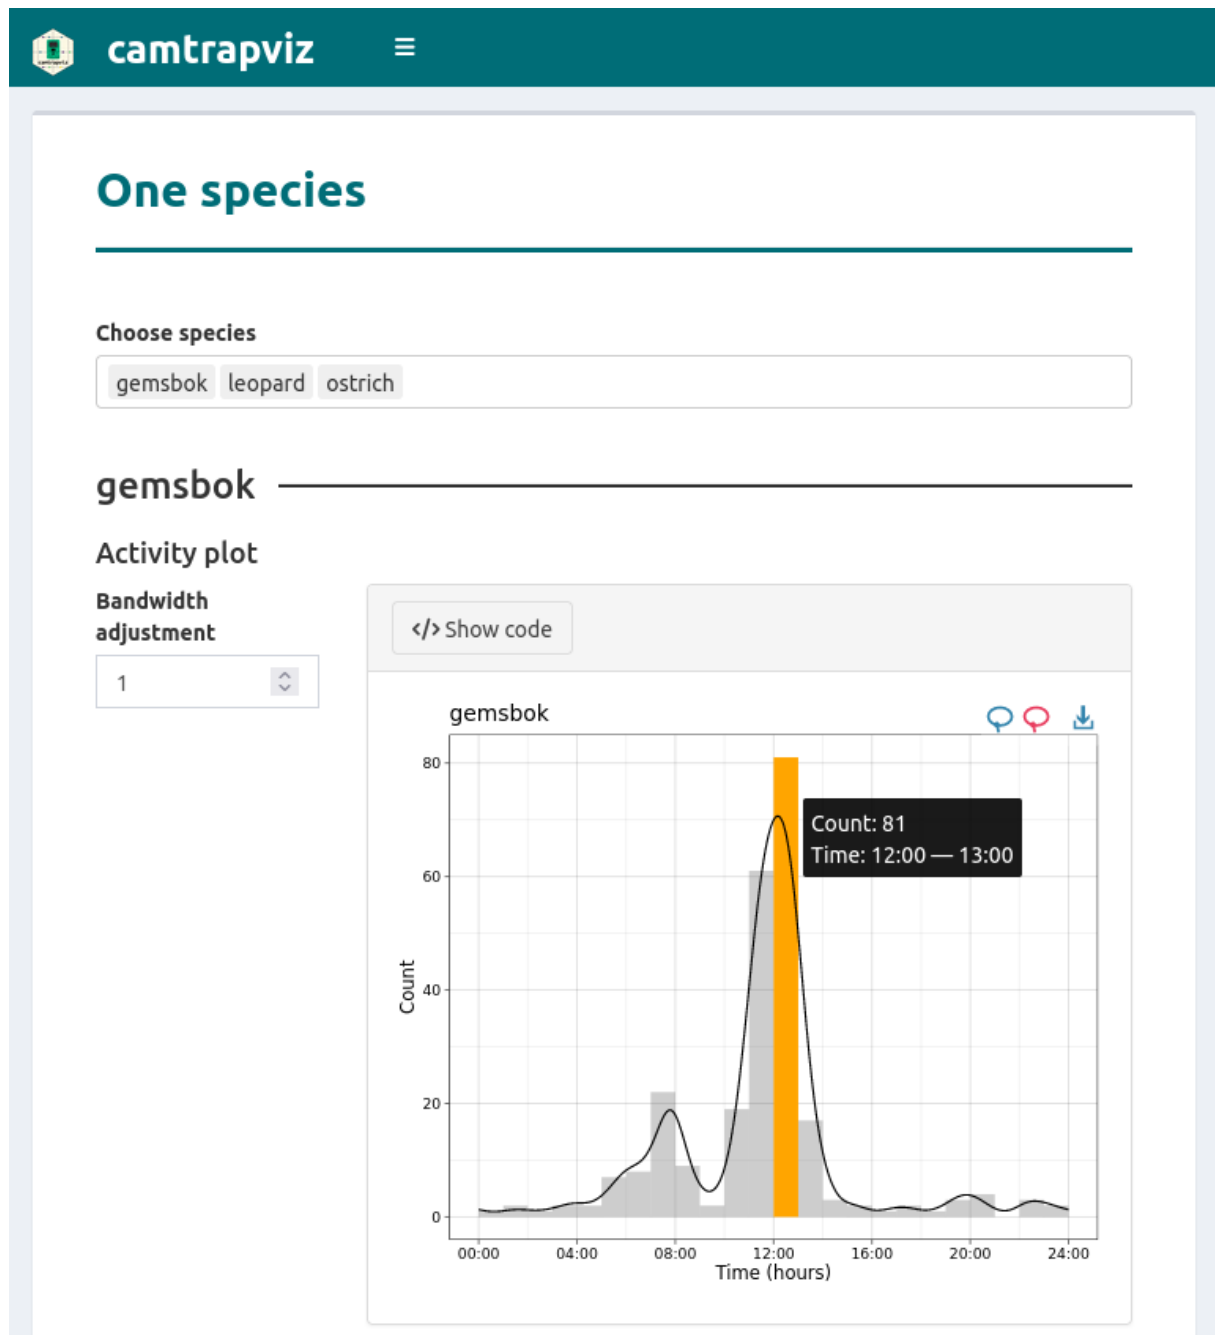 camtrapviz
One species
Choose species
gemsbok leopard ostrich
gemsbok
Activity plot
Bandwidth
adjustment
1
</> Show code
gemsbok
80
60
40
20
0
Count
Count: 81
Time: 12:00 — 13:00
00:00 04:00 08:00 12:00 16:00 20:00 24:00
Time (hours)